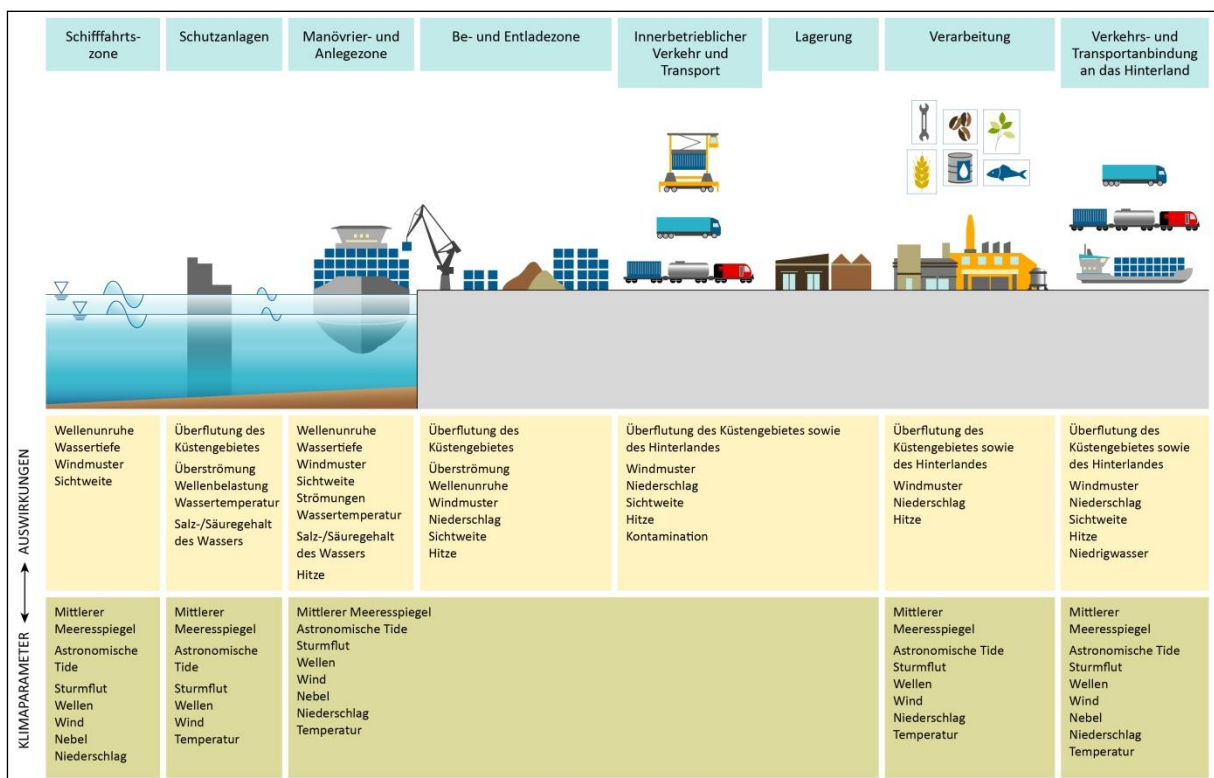 Schifffahrts-
zone
Schutzanlagen
Manövrier- und
Anlegezone
Be- und Entladezone
Innerbetrieblicher
Verkehr und
Transport
Lagerung
Verarbeitung
Verkehrs- und
Transportanbindung
an das Hinterland
AUSWIRKUNGEN
Wellenunruhe
Wassertiefe
Windmuster
Sichtweite
Überflutung des
Küstengebietes
Überströmung
Wellenbelastung
Wassertemperatur
Salz-/Säuregehalt
des Wassers
Wellenunruhe
Wassertiefe
Windmuster
Sichtweite
Strömungen
Wassertemperatur
Salz-/Säuregehalt
des Wassers
Hitze
Überflutung des
Küstengebietes
Überströmung
Wellenunruhe
Windmuster
Niederschlag
Sichtweite
Hitze
Überflutung des Küstengebietes sowie
des Hinterlandes
Windmuster
Niederschlag
Sichtweite
Hitze
Kontamination
Überflutung des
Küstengebietes sowie
des Hinterlandes
Windmuster
Niederschlag
Hitze
Überflutung des
Küstengebietes sowie
des Hinterlandes
Windmuster
Niederschlag
Sichtweite
Hitze
Niedrigwasser
KLIMAPARAMETER
Mittlerer
Meeresspiegel
Astronomische
Tide
Sturmflut
Wellen
Wind
Nebel
Niederschlag
Mittlerer
Meeresspiegel
Astronomische
Tide
Sturmflut
Wellen
Wind
Temperatur
Mittlerer Meeresspiegel
Astronomische Tide
Sturmflut
Wellen
Wind
Nebel
Niederschlag
Temperatur
Mittlerer
Meeresspiegel
Astronomische Tide
Sturmflut
Wellen
Wind
Niederschlag
Temperatur
Mittlerer
Meeresspiegel
Astronomische Tide
Sturmflut
Wellen
Wind
Nebel
Niederschlag
Temperatur